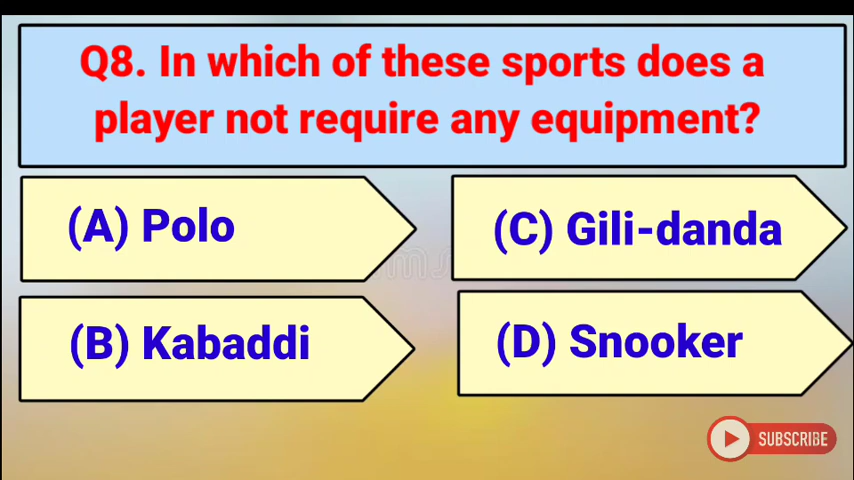 Q8. In which of these sports does a
player not require any equipment?
(A) Polo
(C) Gili-danda
(B) Kabaddi
(D) Snooker
SUBSCRIBE